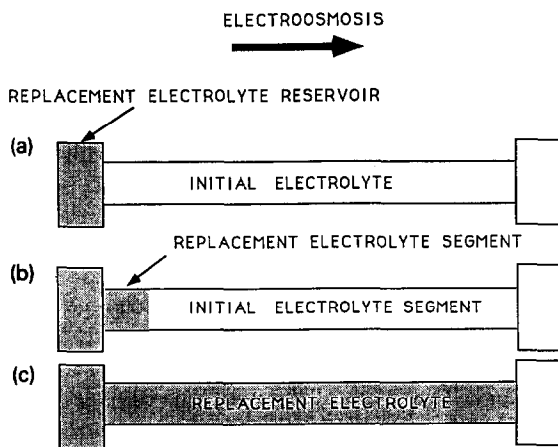 ELECTROOSMOSIS
REPLACEMENT ELECTROLYTE RESERVOIR
(a)
INITIAL ELECTROLYTE
REPLACEMENT ELECTROLYTE SEGMENT
(b)
INITIAL ELECTROLYTE SEGMENT
(c)
REPLACEMENT ELECTROLYTE